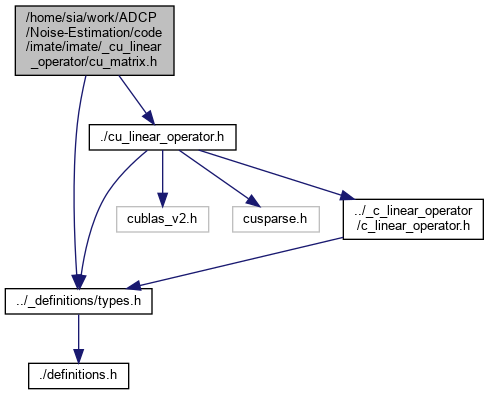 /home/sia/work/ADCP
/Noise-Estimation/code
/imate/imate/_cu_linear
_operator/cu_matrix.h
./cu_linear_operator.h
cublas_v2.h
cusparse.h
../_c_linear_operator
/c_linear_operator.h
../_definitions/types.h
./definitions.h